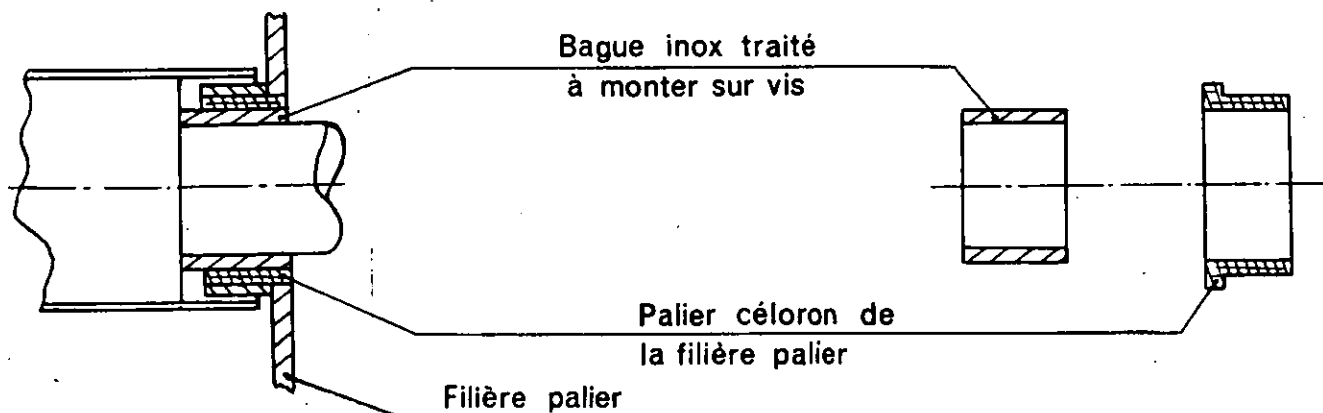 Bague inox traité
à monter sur vis
Palier céloron de
la filière palier
Filière palier